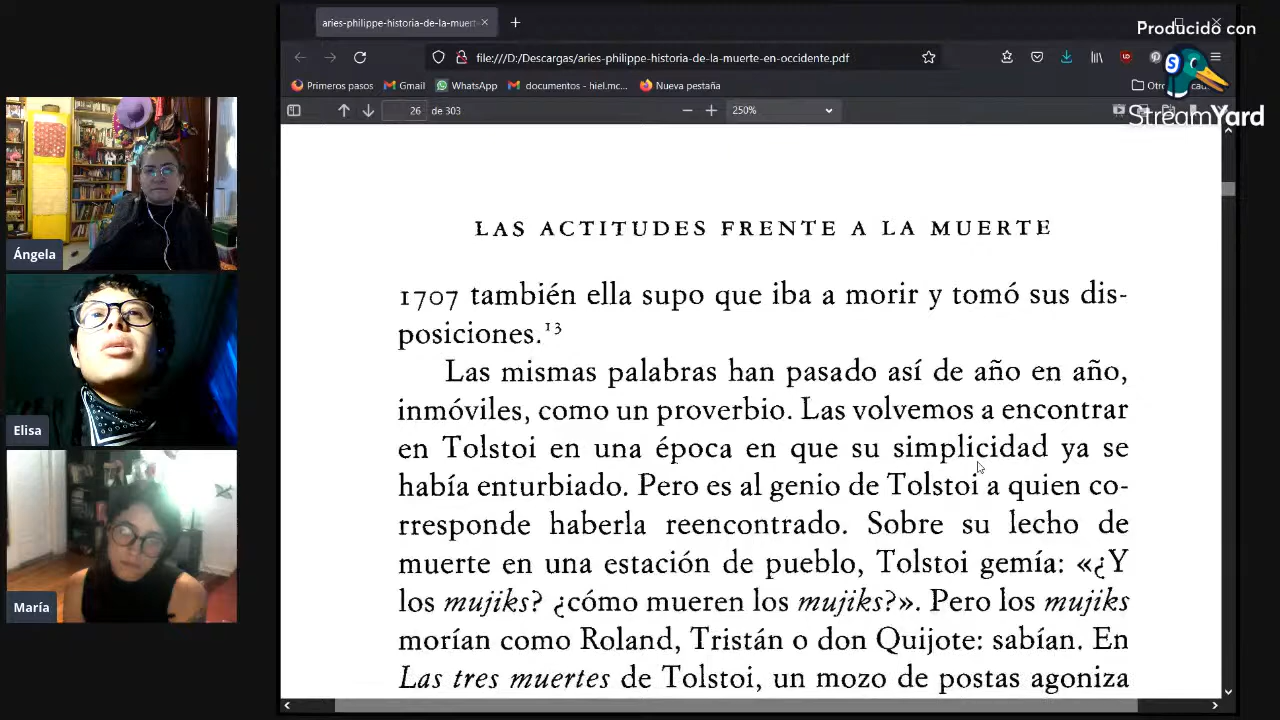 aries-philippe-historia-de-la-muert
Producido con
file:///D:/Descargas/aries-philippe-historia-de-la-muerte-en-occidente.pdf
Primeros pasos
Gmail
WhatsApp
documentos - hiel.mc...
Nueva pestaña
26
de 303
250%
StreamYard
LAS ACTITUDES FRENTE A LA MUERTE
1707 también ella supo que iba a morir y tomó sus dis-
posiciones.13
Las mismas palabras han pasado así de año en año,
inmóviles, como un proverbio. Las volvemos a encontrar
en Tolstoi en una época en que su simplicidad ya se
había enturbiado. Pero es al genio de Tolstoi a quien co-
rresponde haberla reencontrado. Sobre su lecho de
muerte en una estación de pueblo, Tolstoi gemía: «¿Y
los mujiks? ¿cómo mueren los mujiks?». Pero los mujiks
morían como Roland, Tristán o don Quijote: sabían. En
Las tres muertes de Tolstoi, un mozo de postas agoniza
Ángela
Elisa
María